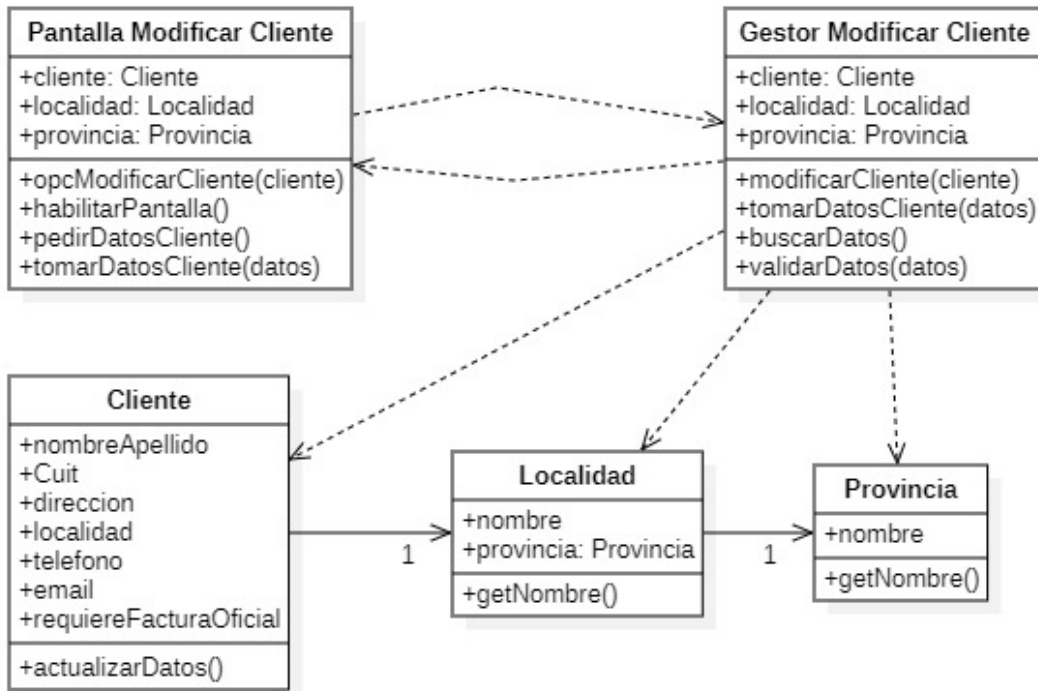 Pantalla Modificar Cliente
+cliente: Cliente
+localidad: Localidad
+provincia: Provincia
+opcModificarCliente(cliente)
+habilitarPantalla()
+pedirDatosCliente()
+tomarDatosCliente(datos)
Gestor Modificar Cliente
+cliente: Cliente
+localidad: Localidad
+provincia: Provincia
+modificarCliente(cliente)
+tomarDatosCliente(datos)
+buscarDatos()
+validarDatos(datos)
Cliente
+nombreApellido
+Cuit
+direccion
+localidad
+telefono
+email
+requiereFacturaOficial
+actualizarDatos()
1
Localidad
+nombre
+provincia: Provincia
+getNombre()
1
Provincia
+nombre
+getNombre()